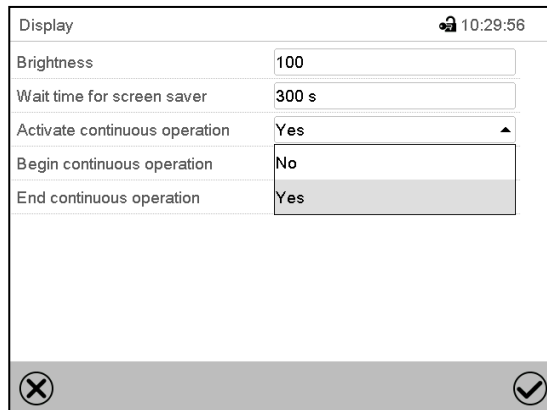 Display 10:29:56
Brightness 100
Wait time for screen saver 300 s
Activate continuous operation Yes
Begin continuous operation No
End continuous operation Yes